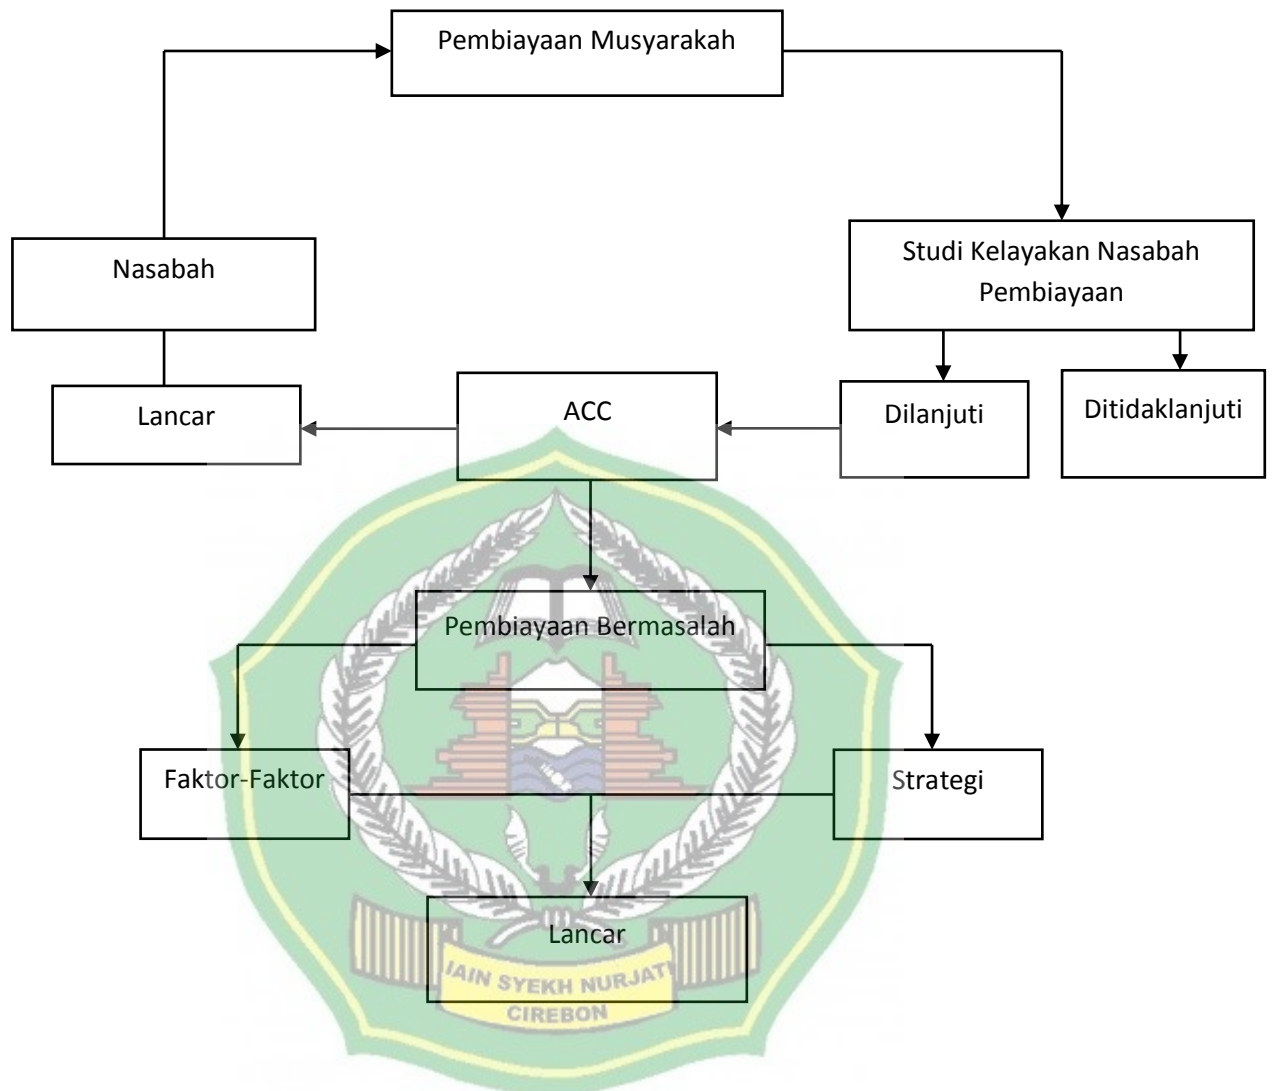 Pembiayaan Musyarakah
Nasabah
Studi Kelayakan Nasabah
Pembiayaan
Lancar
ACC
Dilanjuti
Ditidaklanjuti
Pembiayaan Bermasalah
Faktor-Faktor
Strategi
Lancar
IAIN SYEKH NURJATI
CIREBON